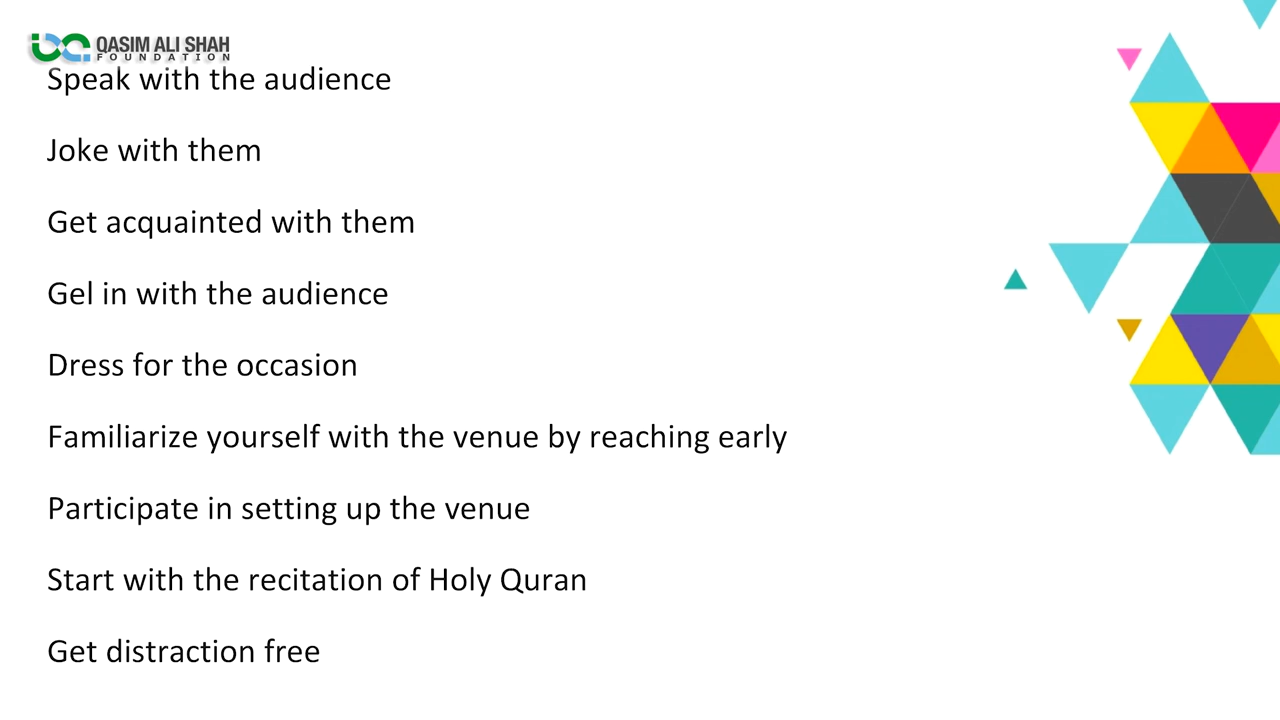 QASIM ALI SHAH
FOUNDATION
Speak with the audience
Joke with them
Get acquainted with them
Gel in with the audience
Dress for the occasion
Familiarize yourself with the venue by reaching early
Participate in setting up the venue
Start with the recitation of Holy Quran
Get distraction free